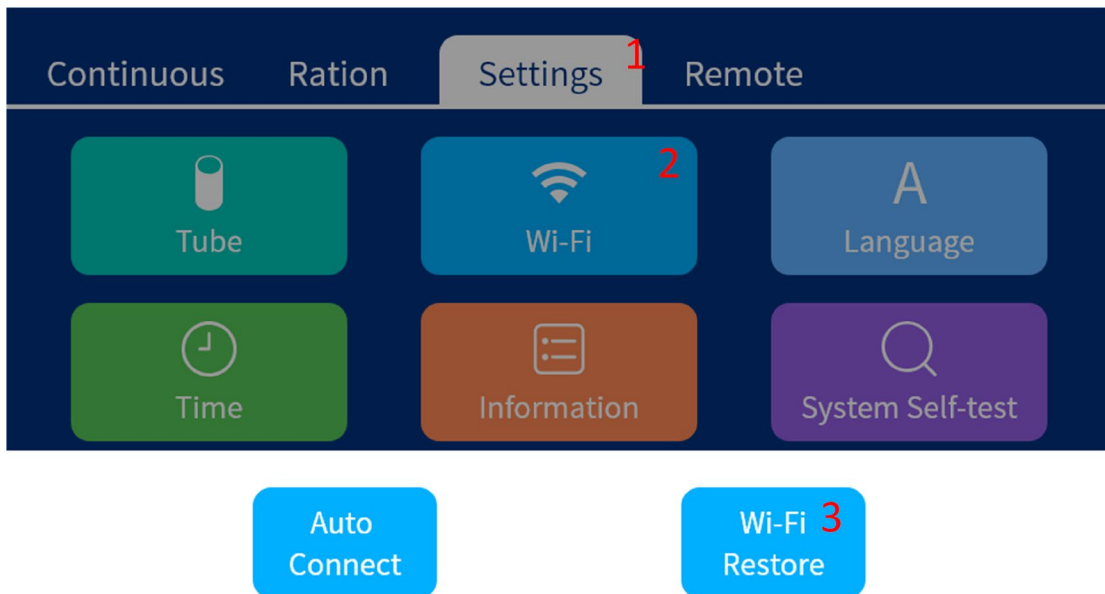 Continuous Ration Settings 1 Remote
Tube
Wi-Fi 2
A
Language
Time
Information
System Self-test
Auto
Connect
Wi-Fi 3
Restore